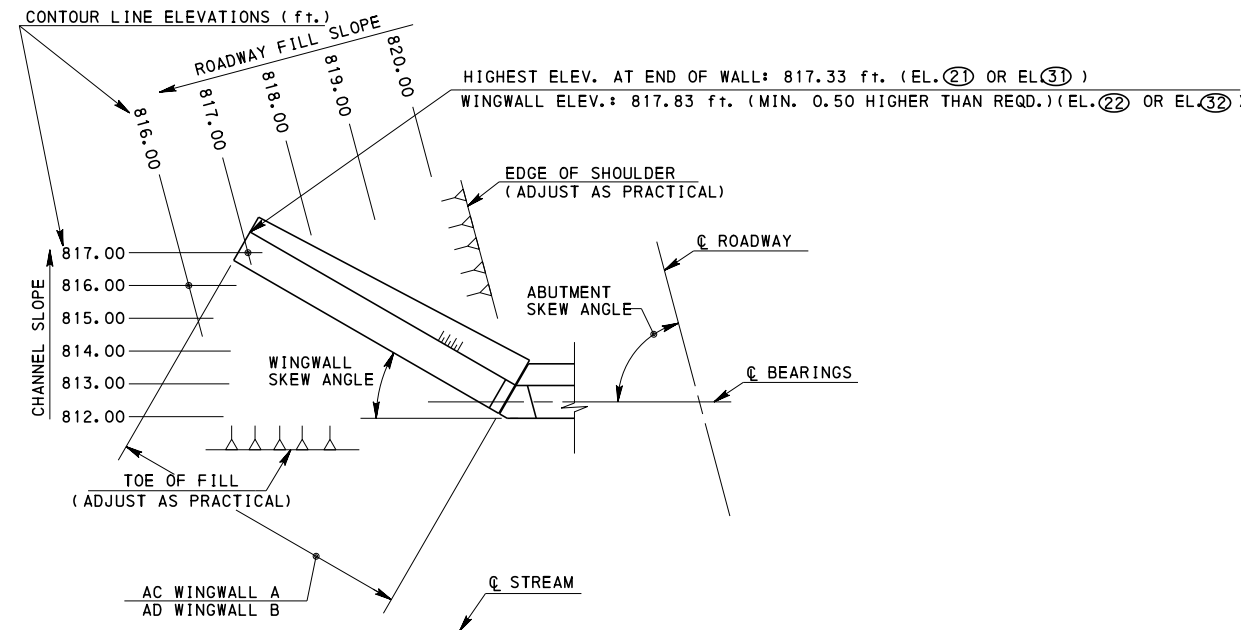 CONTOUR LINE ELEVATIONS (ft.)
ROADWAY FILL SLOPE
816.00
817.00
818.00
819.00
820.00
HIGHEST ELEV. AT END OF WALL: 817.33 ft. (EL. 21 OR EL. 31 )
WINGWALL ELEV.: 817.83 ft. (MIN. 0.50 HIGHER THAN REQD.)(EL. 22 OR EL. 32 )
EDGE OF SHOULDER
(ADJUST AS PRACTICAL)
℄ ROADWAY
CHANNEL SLOPE
817.00
816.00
815.00
814.00
813.00
812.00
ABUTMENT
SKEW ANGLE
WINGWALL
SKEW ANGLE
℄ BEARINGS
TOE OF FILL
(ADJUST AS PRACTICAL)
AC WINGWALL A
AD WINGWALL B
℄ STREAM